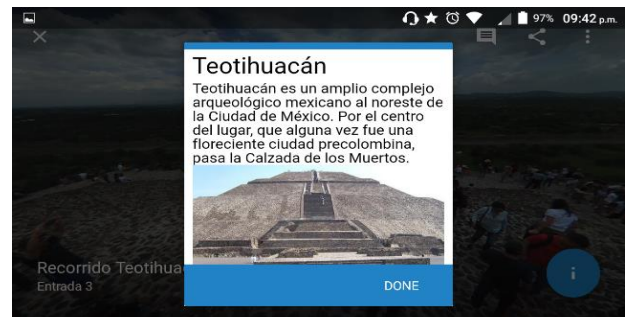 97% 09:42 p.m.
Teotihuacán
Teotihuacán es un amplio complejo
arqueológico mexicano al noreste de
la Ciudad de México. Por el centro
del lugar, que alguna vez fue una
floreciente ciudad precolombina,
pasa la Calzada de los Muertos.
Recorrido Teotihua
Entrada 3
DONE